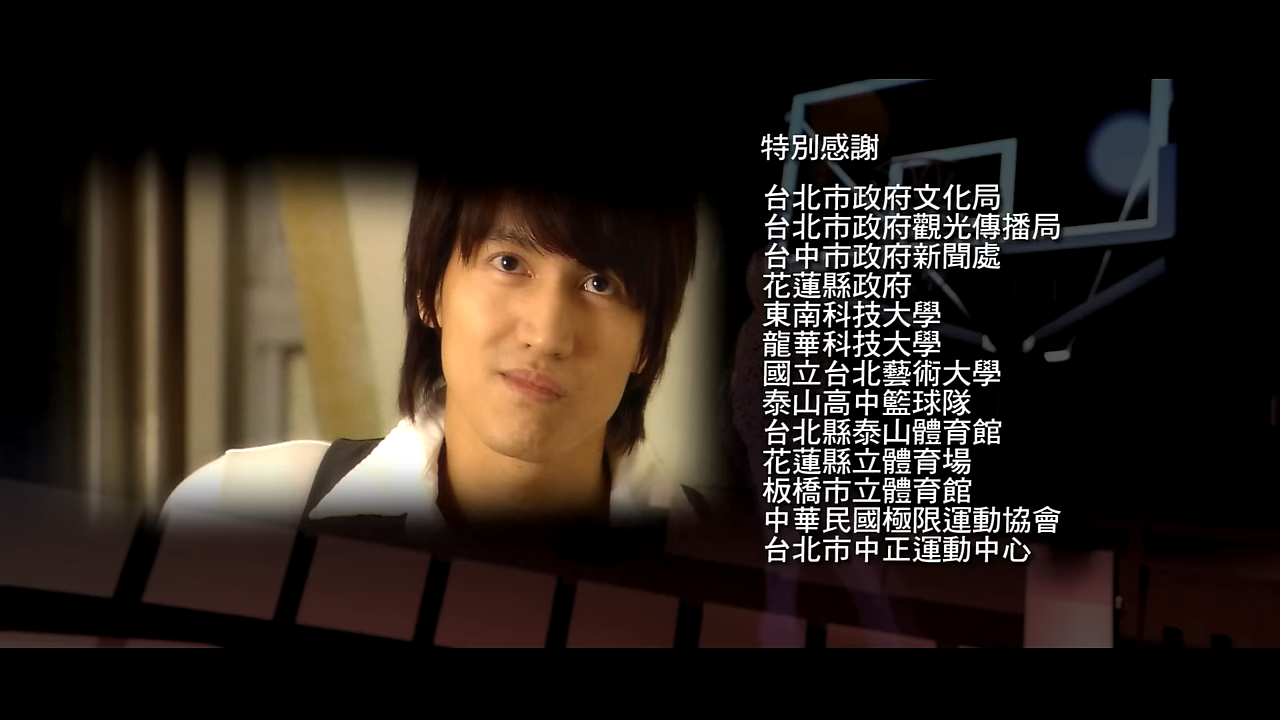 特別感謝
台北市政府文化局
台北市政府觀光傳播局
台中市政府新聞處
花蓮縣政府
東南科技大學
龍華科技大學
國立台北藝術大學
泰山高中籃球隊
台北縣泰山體育館
花蓮縣立體育場
板橋市立體育館
中華民國極限運動協會
台北市中正運動中心